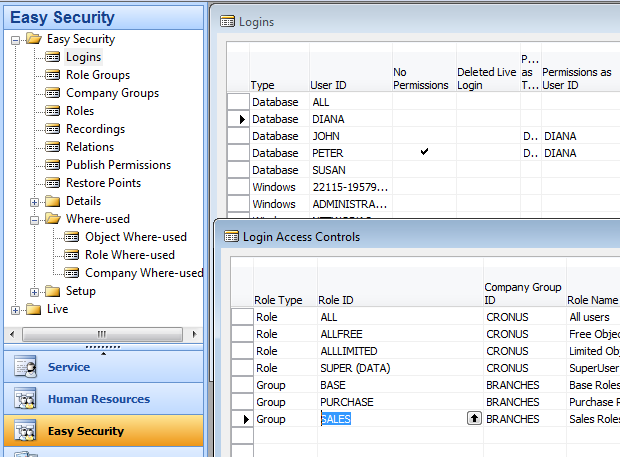 Easy Security
Easy Security
Logins
Role Groups
Company Groups
Roles
Recordings
Relations
Publish Permissions
Restore Points
Details
Where-used
Object Where-used
Role Where-used
Company Where-used
Setup
Live
Service
Human Resources
Easy Security
Logins
Type User ID No Permissions Deleted Live Login P... as T... Permissions as User ID
Database ALL
Database DIANA
Database JOHN D.. DIANA
Database PETER D.. DIANA
Database SUSAN
Windows 22115-19579...
Windows ADMINISTRA...
Login Access Controls
Role Type Role ID Company Group ID Role Name
Role ALL CRONUS All users
Role ALLFREE CRONUS Free Objec
Role ALLLIMITED CRONUS Limited Obj
Role SUPER (DATA) CRONUS SuperUser
Group BASE BRANCHES Base Roles
Group PURCHASE BRANCHES Purchase R
Group SALES BRANCHES Sales Roles